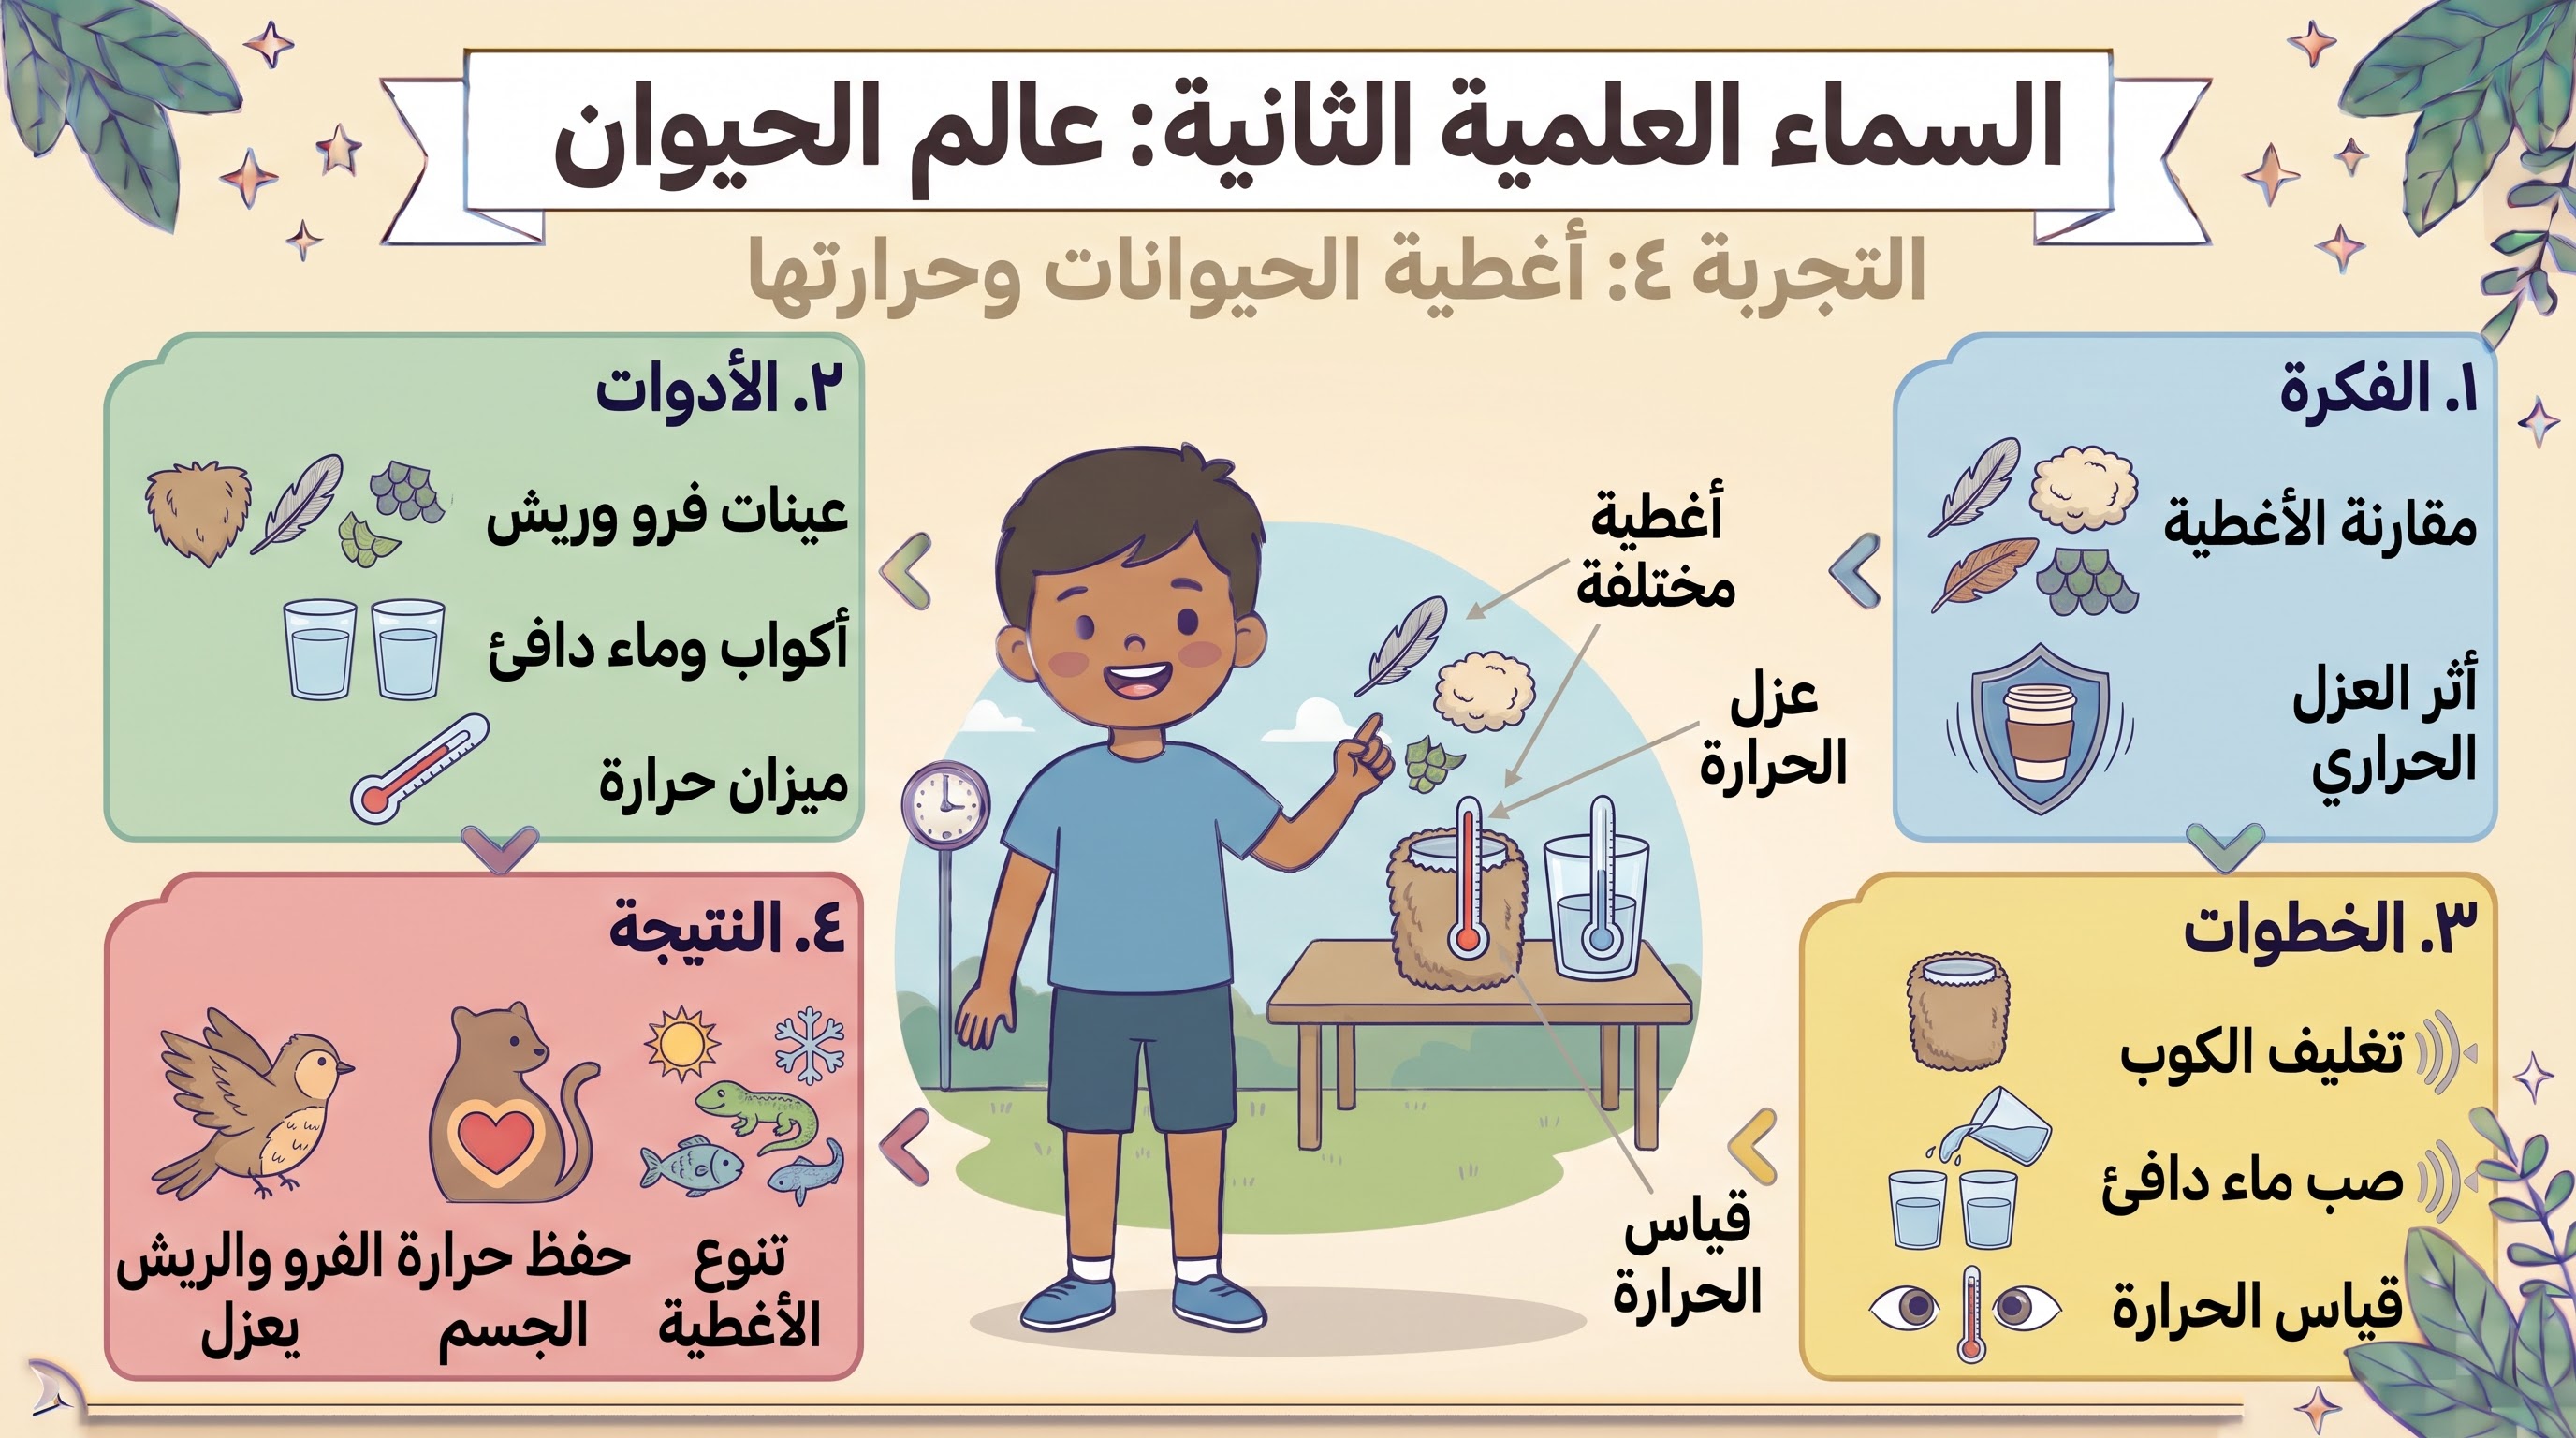 السماء العلمية الثانية: عالم الحيوان
التجربة ٤: أغطية الحيوانات وحرارتها
١. الفكرة
مقارنة الأغطية
أثر العزل
الحراري
٢. الأدوات
عينات فرو وريش
أكواب وماء دافئ
ميزان حرارة
أغطية
مختلفة
عزل
الحرارة
قياس
الحرارة
٣. الخطوات
تغليف الكوب
صب ماء دافئ
قياس الحرارة
٤. النتيجة
تنوع
الأغطية
حفظ حرارة
الجسم
الفرو والريش
يعزل